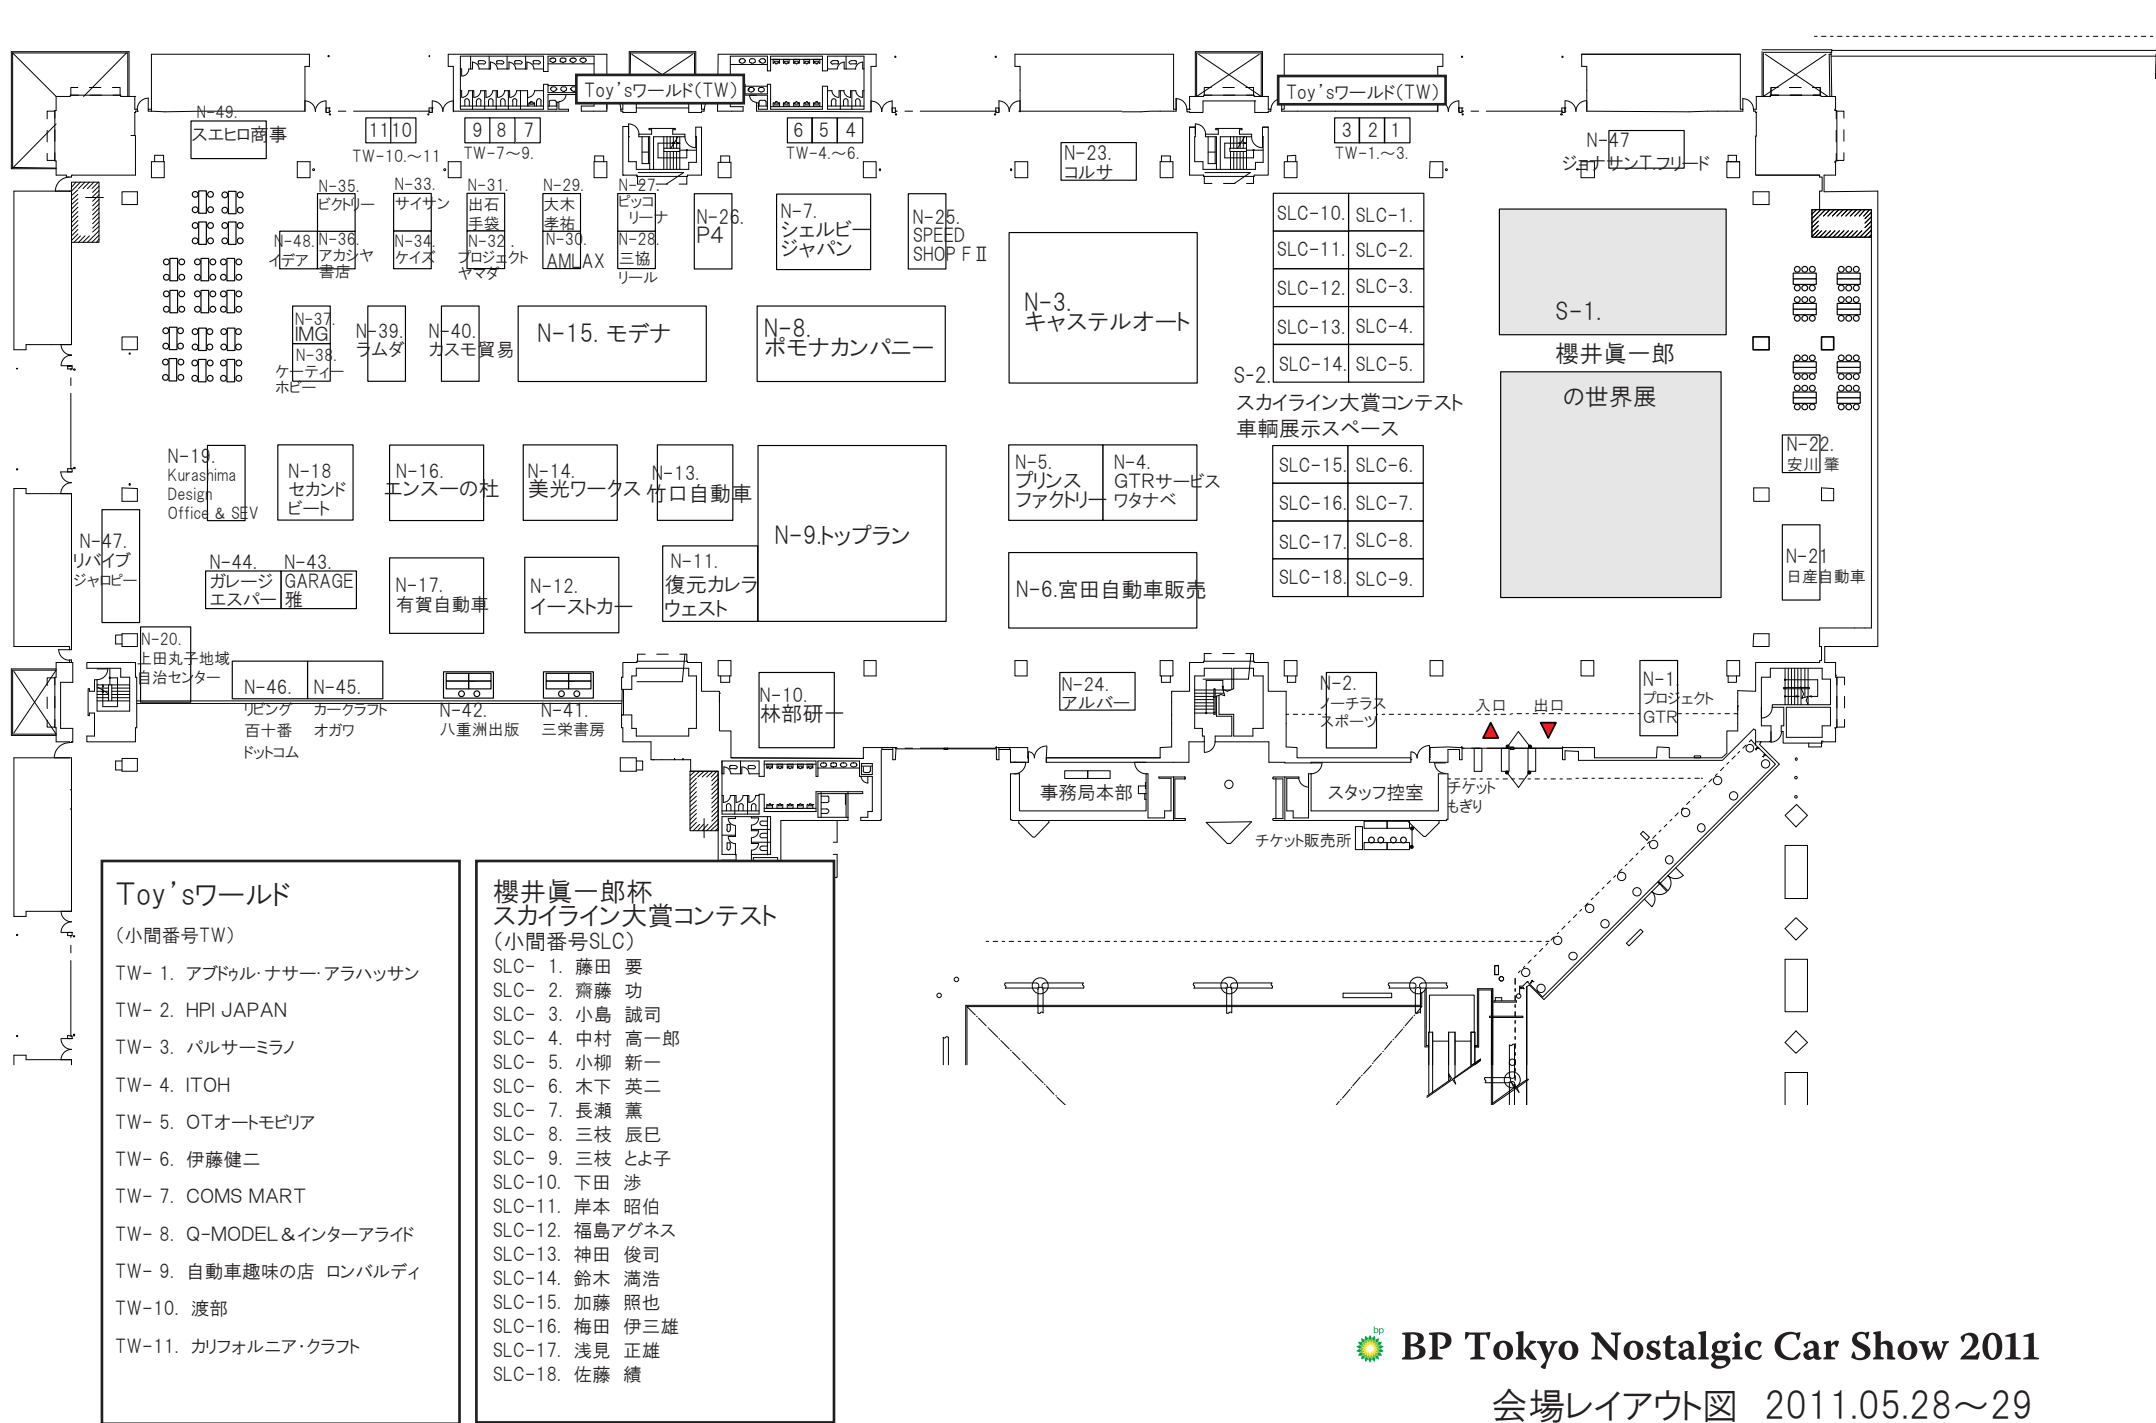 Toy'sワールド(TW)
Toy'sワールド(TW)
N-49.
スエヒロ商事
11 10
TW-10.～11
9 8 7
TW-7～9.
6 5 4
TW-4.～6.
N-23.
コルサ
3 2 1
TW-1.～3.
N-47
ジョナサンT.フリード
N-35.
ビクトリー
N-33.
サイサン
N-31.
出石
手袋
N-29.
大木
孝祐
N-27.
ピッコ
リーナ
N-26.
P4
N-7.
シェルビー
ジャパン
N-25.
SPEED
SHOP FⅡ
N-48.
イデア
N-36.
アカシヤ
書店
N-34.
ケイズ
N-32.
プロジェクト
ヤマダ
N-30.
AMLAX
N-28.
三協
リール
SLC-10. SLC-1.
SLC-11. SLC-2.
SLC-12. SLC-3.
SLC-13. SLC-4.
SLC-14. SLC-5.
S-1.
櫻井眞一郎
の世界展
N-37.
IMG
N-38.
ケーティー
ホビー
N-39.
ラムダ
N-40.
カスモ貿易
N-15. モデナ
N-8.
ポモナカンパニー
N-3.
キャステルオート
S-2.
スカイライン大賞コンテスト
車輌展示スペース
N-19.
Kurashima
Design
Office & SEV
N-18
セカンド
ビート
N-16.
エンスーの杜
N-14.
美光ワークス
N-13.
竹口自動車
N-9.トップラン
N-5.
プリンス
ファクトリー
N-4.
GTRサービス
ワタナベ
SLC-15. SLC-6.
SLC-16. SLC-7.
SLC-17. SLC-8.
SLC-18. SLC-9.
N-22.
安川 肇
N-47.
リバイブ
ジャロピー
N-44.
ガレージ
エスパー
N-43.
GARAGE
雅
N-17.
有賀自動車
N-12.
イーストカー
N-11.
復元カレラ
ウェスト
N-6.宮田自動車販売
N-21
日産自動車
N-20.
上田丸子地域
自治センター
N-46.
リビング
百十番
ドットコム
N-45.
カークラフト
オガワ
N-42.
八重洲出版
N-41.
三栄書房
N-10.
林部研一
N-24.
アルバー
N-2.
ノーチラス
スポーツ
入口 出口
N-1.
プロジェクト
GTR
事務局本部
スタッフ控室
チケット
もぎり
チケット販売所
Toy'sワールド
(小間番号TW)
TW- 1. アブドゥル・ナサー・アラハッサン
TW- 2. HPI JAPAN
TW- 3. パルサーミラノ
TW- 4. ITOH
TW- 5. OTオートモビリア
TW- 6. 伊藤健二
TW- 7. COMS MART
TW- 8. Q-MODEL＆インターアライド
TW- 9. 自動車趣味の店 ロンバルディ
TW-10. 渡部
TW-11. カリフォルニア・クラフト
櫻井眞一郎杯
スカイライン大賞コンテスト
(小間番号SLC)
SLC- 1. 藤田 要
SLC- 2. 齋藤 功
SLC- 3. 小島 誠司
SLC- 4. 中村 高一郎
SLC- 5. 小柳 新一
SLC- 6. 木下 英二
SLC- 7. 長瀬 薫
SLC- 8. 三枝 辰巳
SLC- 9. 三枝 とよ子
SLC-10. 下田 渉
SLC-11. 岸本 昭伯
SLC-12. 福島アグネス
SLC-13. 神田 俊司
SLC-14. 鈴木 満浩
SLC-15. 加藤 照也
SLC-16. 梅田 伊三雄
SLC-17. 浅見 正雄
SLC-18. 佐藤 績
bp
BP Tokyo Nostalgic Car Show 2011
会場レイアウト図 2011.05.28～29